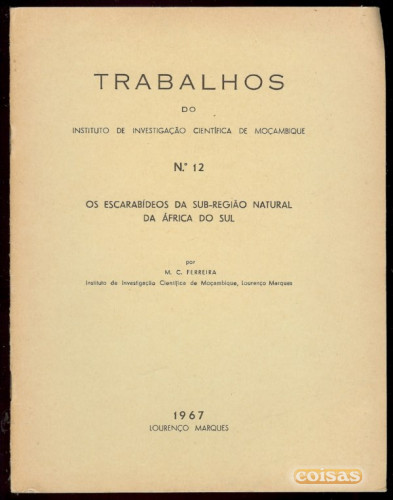 TRABALHOS
DO
INSTITUTO DE INVESTIGAÇÃO CIENTÍFICA DE MOÇAMBIQUE
N.º 12
OS ESCARABÍDEOS DA SUB-REGIÃO NATURAL
DA ÁFRICA DO SUL
por
M. C. FERREIRA
Instituto de Investigação Científica de Moçambique, Lourenço Marques
1967
LOURENÇO MARQUES
coisas